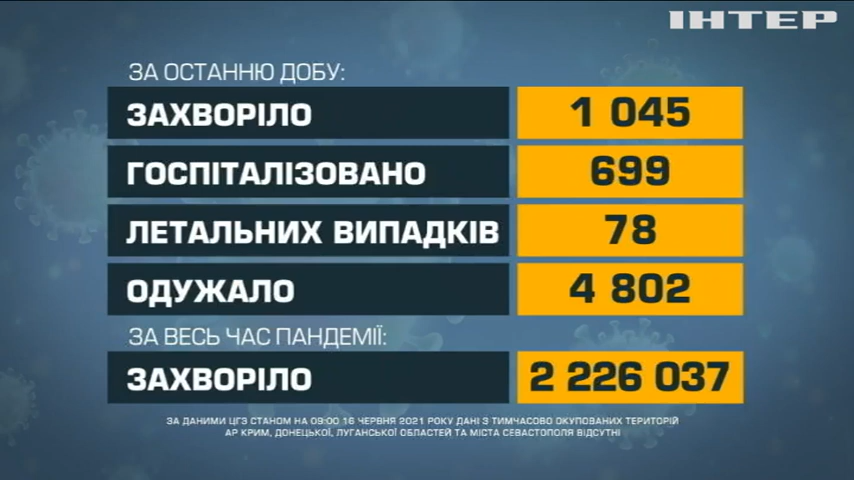 ІНТЕР
ЗА ОСТАННЮ ДОБУ:
ЗАХВОРІЛО 1 045
ГОСПІТАЛІЗОВАНО 699
ЛЕТАЛЬНИХ ВИПАДКІВ 78
ОДУЖАЛО 4 802
ЗА ВЕСЬ ЧАС ПАНДЕМІЇ:
ЗАХВОРІЛО 2 226 037
ЗА ДАНИМИ ЦГЗ СТАНОМ НА 09:00 16 ЧЕРВНЯ 2021 РОКУ ДАНІ З ТИМЧАСОВО ОКУПОВАНИХ ТЕРИТОРІЙ
АР КРИМ, ДОНЕЦЬКОЇ, ЛУГАНСЬКОЇ ОБЛАСТЕЙ ТА МІСТА СЕВАСТОПОЛЯ ВІДСУТНІ